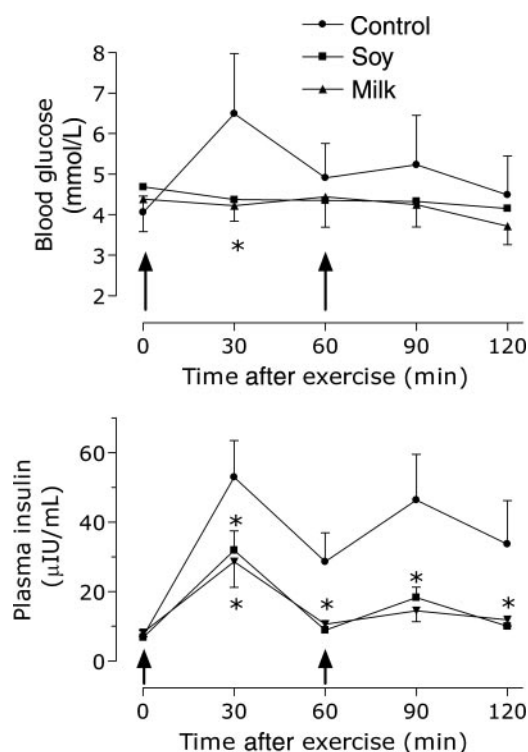 Control
Soy
Milk
8
7
6
5
4
3
2
Blood glucose
(mmol/L)
*
0 30 60 90 120
Time after exercise (min)
60
40
20
0
Plasma insulin
(μIU/mL)
*
*
*
*
*
0 30 60 90 120
Time after exercise (min)